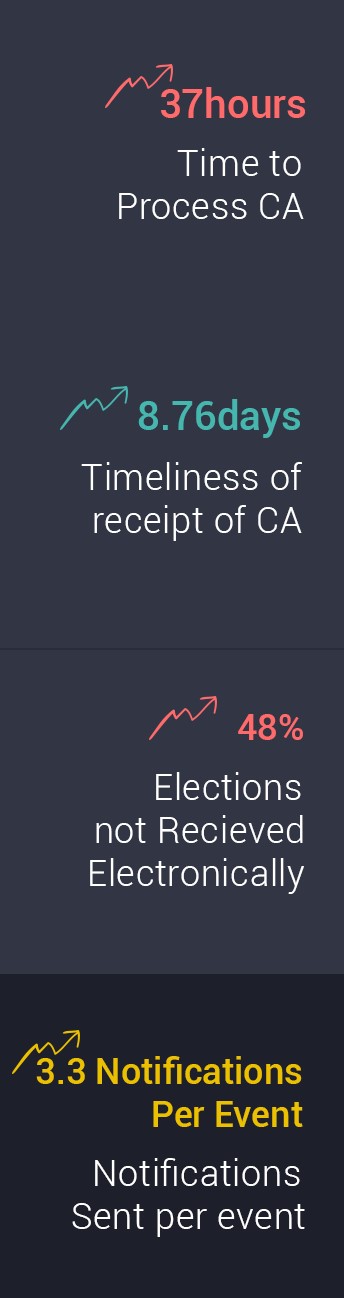 37hours
Time to
Process CA
8.76days
Timeliness of
receipt of CA
48%
Elections
not Recieved
Electronically
3.3 Notifications
Per Event
Notifications
Sent per event